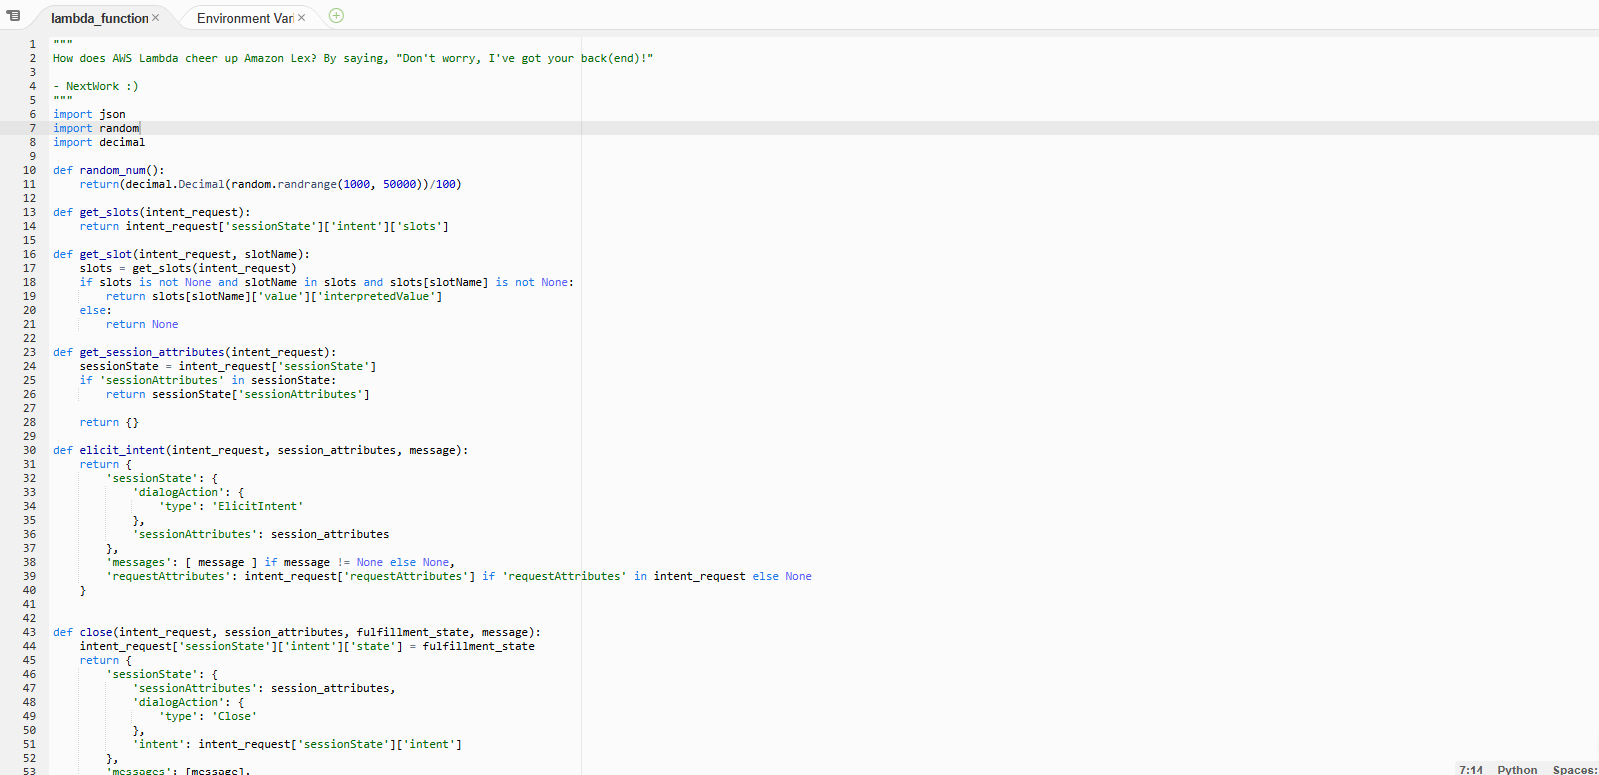 lambda_function ×
Environment Var ×
1 """
2 How does AWS Lambda cheer up Amazon Lex? By saying, "Don't worry, I've got your back(end)!"
3
4 - NextWork :)
5 """
6 import json
7 import random
8 import decimal
9
10 def random_num():
11     return(decimal.Decimal(random.randrange(1000, 50000))/100)
12
13 def get_slots(intent_request):
14     return intent_request['sessionState']['intent']['slots']
15
16 def get_slot(intent_request, slotName):
17     slots = get_slots(intent_request)
18     if slots is not None and slotName in slots and slots[slotName] is not None:
19         return slots[slotName]['value']['interpretedValue']
20     else:
21         return None
22
23 def get_session_attributes(intent_request):
24     sessionState = intent_request['sessionState']
25     if 'sessionAttributes' in sessionState:
26         return sessionState['sessionAttributes']
27
28     return {}
29
30 def elicit_intent(intent_request, session_attributes, message):
31     return {
32         'sessionState': {
33             'dialogAction': {
34                 'type': 'ElicitIntent'
35             },
36             'sessionAttributes': session_attributes
37         },
38         'messages': [ message ] if message != None else None,
39         'requestAttributes': intent_request['requestAttributes'] if 'requestAttributes' in intent_request else None
40     }
41
42
43 def close(intent_request, session_attributes, fulfillment_state, message):
44     intent_request['sessionState']['intent']['state'] = fulfillment_state
45     return {
46         'sessionState': {
47             'sessionAttributes': session_attributes,
48             'dialogAction': {
49                 'type': 'Close'
50             },
51             'intent': intent_request['sessionState']['intent']
52         },
53         'messages': [message],
7:14 Python Spaces: